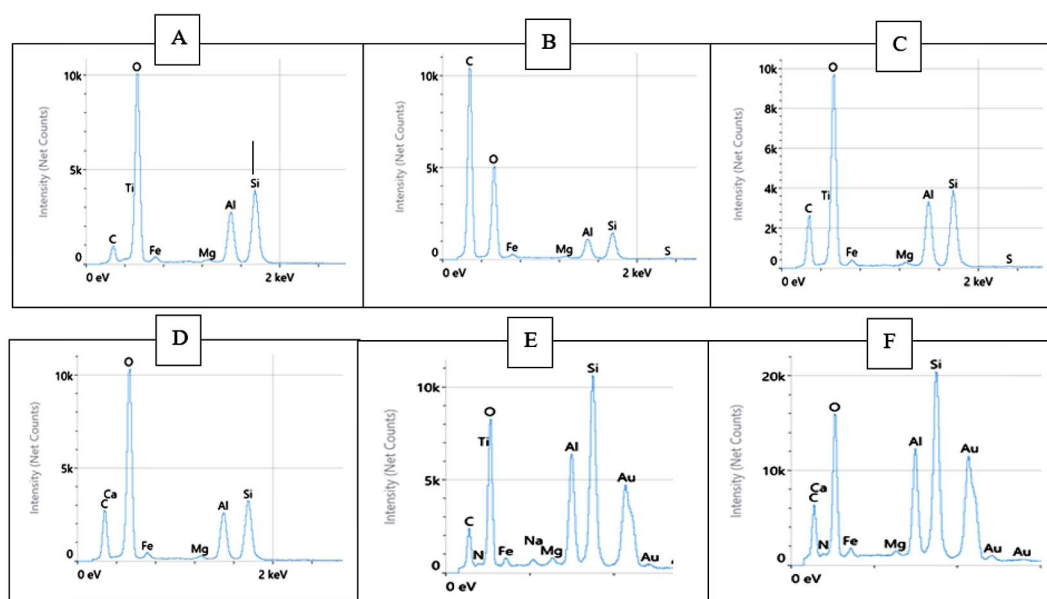 A
Intensity (Net Counts)
10k
5k
0
O
Ti
C
Fe
Mg
Al
Si
0 eV
2 keV
B
Intensity (Net Counts)
10k
5k
0
C
O
Fe
Mg
Al
Si
S
0 eV
2 keV
C
Intensity (Net Counts)
10k
8k
6k
4k
2k
0
O
Ti
C
Fe
Mg
Al
Si
S
0 eV
2 keV
D
Intensity (Net Counts)
10k
5k
0
O
Ca
C
Fe
Mg
Al
Si
0 eV
2 keV
E
Intensity (Net Counts)
10k
5k
0
Si
O
Ti
Al
Au
C
N
Fe
Na
Mg
Au
0 eV
F
Intensity (Net Counts)
20k
10k
0
Si
O
Al
Au
Ca
C
N
Fe
Mg
Au
Au
0 eV